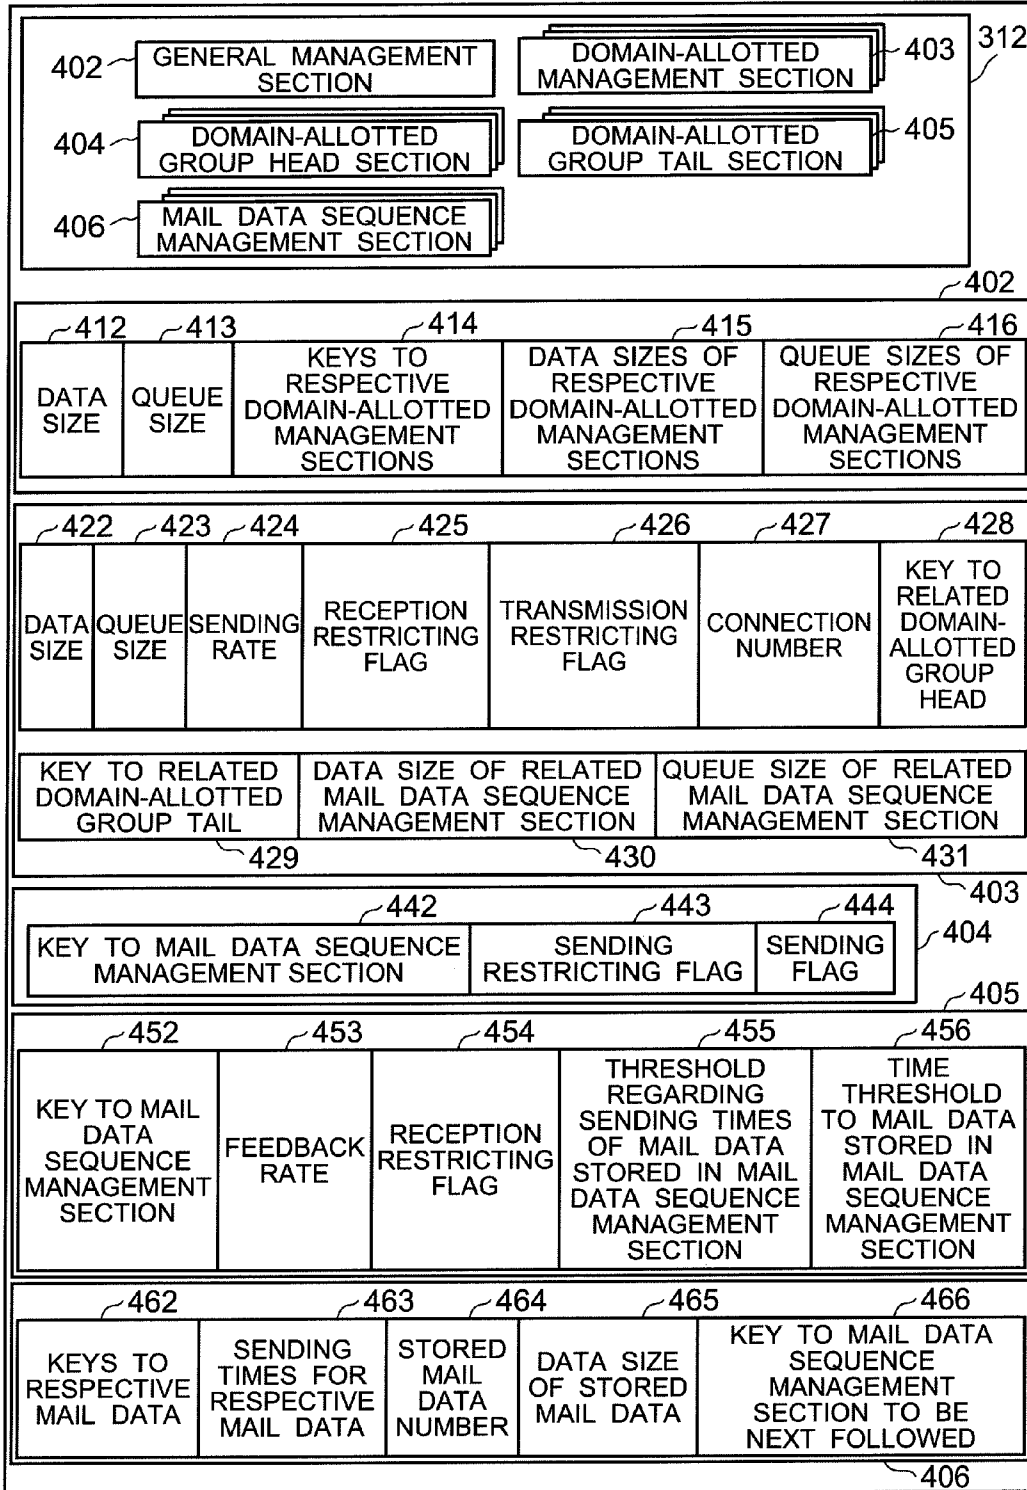 312
402
GENERAL MANAGEMENT
SECTION
DOMAIN-ALLOTTED
MANAGEMENT SECTION
403
404
DOMAIN-ALLOTTED
GROUP HEAD SECTION
DOMAIN-ALLOTTED
GROUP TAIL SECTION
405
406
MAIL DATA SEQUENCE
MANAGEMENT SECTION
402
412
413
414
415
416
DATA
SIZE
QUEUE
SIZE
KEYS TO
RESPECTIVE
DOMAIN-ALLOTTED
MANAGEMENT
SECTIONS
DATA SIZES OF
RESPECTIVE
DOMAIN-ALLOTTED
MANAGEMENT
SECTIONS
QUEUE SIZES OF
RESPECTIVE
DOMAIN-ALLOTTED
MANAGEMENT
SECTIONS
422
423
424
425
426
427
428
DATA
SIZE
QUEUE
SIZE
SENDING
RATE
RECEPTION
RESTRICTING
FLAG
TRANSMISSION
RESTRICTING
FLAG
CONNECTION
NUMBER
KEY TO
RELATED
DOMAIN-
ALLOTTED
GROUP
HEAD
KEY TO RELATED
DOMAIN-ALLOTTED
GROUP TAIL
DATA SIZE OF RELATED
MAIL DATA SEQUENCE
MANAGEMENT SECTION
QUEUE SIZE OF RELATED
MAIL DATA SEQUENCE
MANAGEMENT SECTION
429
430
431
403
442
443
444
404
KEY TO MAIL DATA SEQUENCE
MANAGEMENT SECTION
SENDING
RESTRICTING FLAG
SENDING
FLAG
405
452
453
454
455
456
KEY TO MAIL
DATA
SEQUENCE
MANAGEMENT
SECTION
FEEDBACK
RATE
RECEPTION
RESTRICTING
FLAG
THRESHOLD
REGARDING
SENDING TIMES
OF MAIL DATA
STORED IN MAIL
DATA SEQUENCE
MANAGEMENT
SECTION
TIME
THRESHOLD
TO MAIL DATA
STORED IN
MAIL DATA
SEQUENCE
MANAGEMENT
SECTION
462
463
464
465
466
KEYS TO
RESPECTIVE
MAIL DATA
SENDING
TIMES FOR
RESPECTIVE
MAIL DATA
STORED
MAIL
DATA
NUMBER
DATA SIZE
OF STORED
MAIL DATA
KEY TO MAIL DATA
SEQUENCE
MANAGEMENT
SECTION TO BE
NEXT FOLLOWED
406